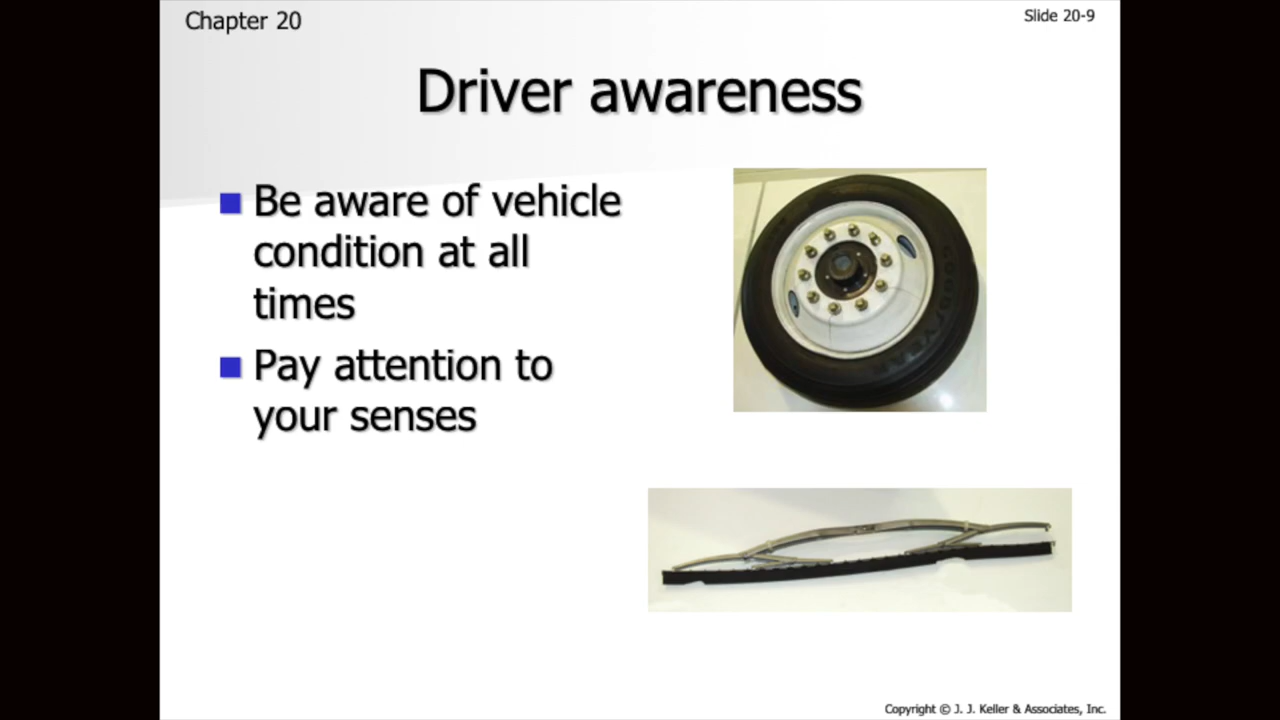 Chapter 20
Slide 20-9
Driver awareness
Be aware of vehicle
condition at all
times
Pay attention to
your senses
GOODYEAR
Copyright © J. J. Keller & Associates, Inc.